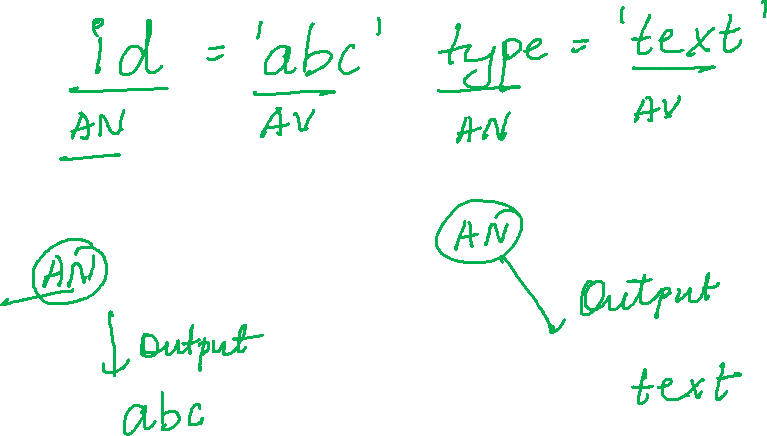 id = 'abc' type = 'text'
AN AV AN AV
AN AN
Output Output
abc text